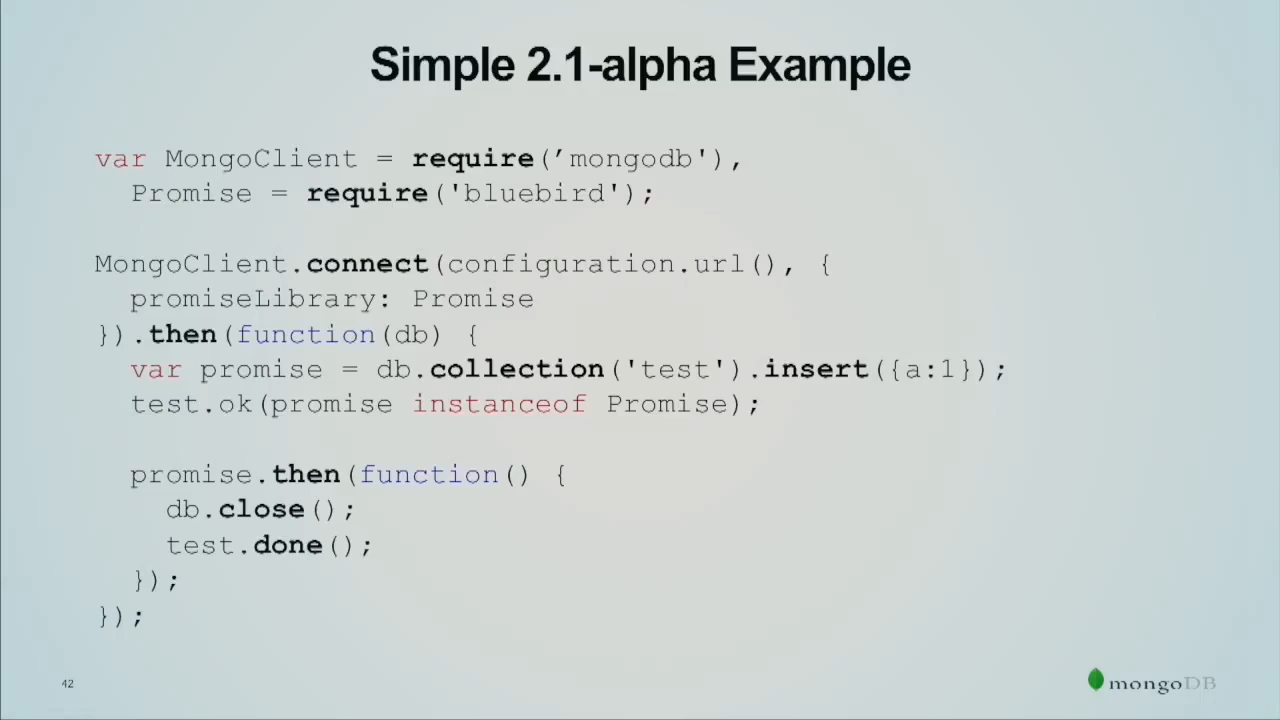 Simple 2.1-alpha Example
var MongoClient = require(’mongodb'),
  Promise = require('bluebird');
MongoClient.connect(configuration.url(), {
  promiseLibrary: Promise
}).then(function(db) {
  var promise = db.collection('test').insert({a:1});
  test.ok(promise instanceof Promise);
  promise.then(function() {
    db.close();
    test.done();
  });
});
42
mongoDB